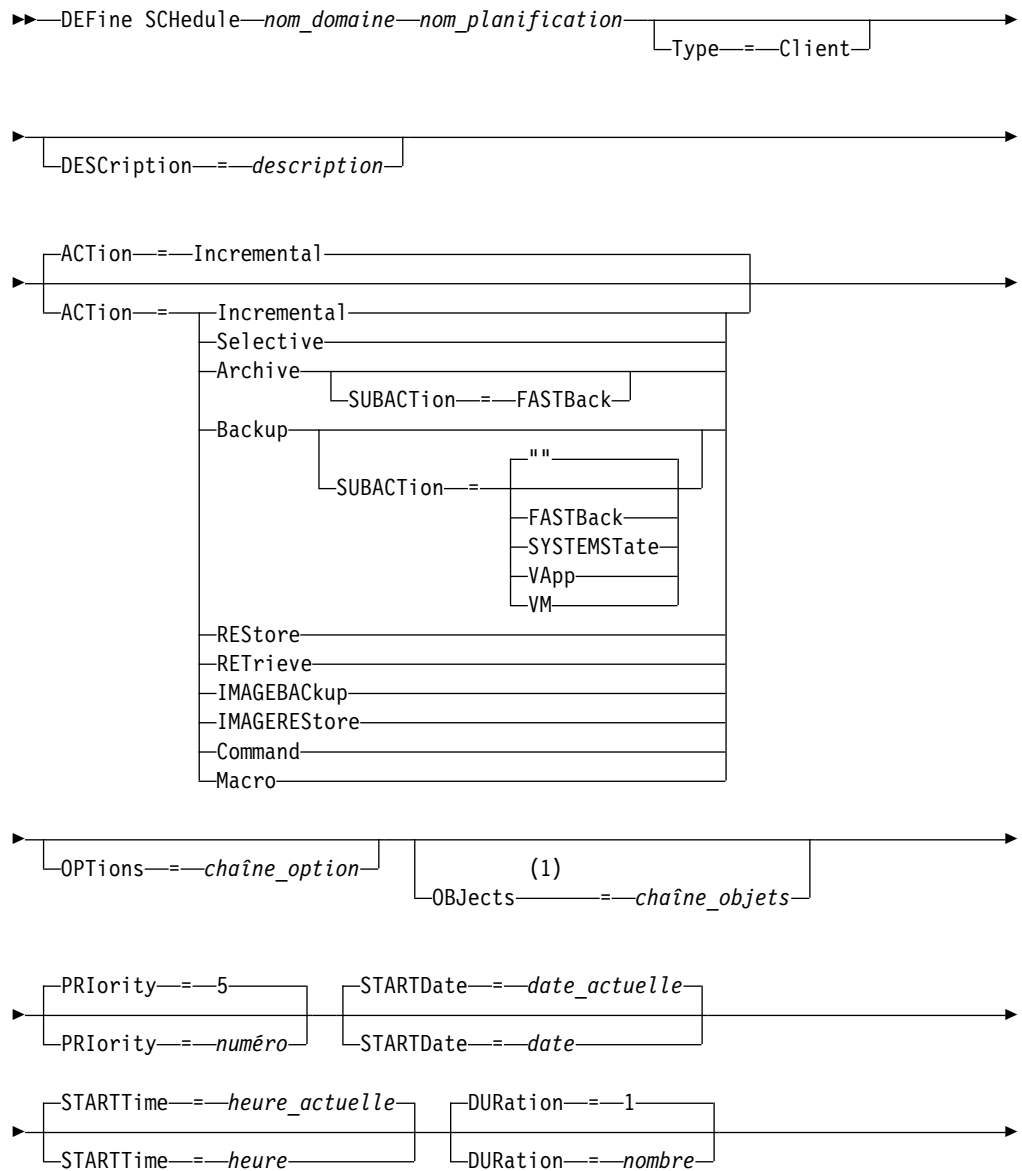 DEFine SCHedule nom_domaine nom_planification
Type = Client
DESCription = description
ACTion = Incremental
ACTion = Incremental
Selective
Archive
SUBACTion = FASTBack
Backup
""
SUBACTion =
FASTBack
SYSTEMSTate
VApp
VM
REStore
RETrieve
IMAGEBACkup
IMAGEREStore
Command
Macro
OPTions = chaîne_option
(1)
OBJects = chaîne_objets
PRIority = 5 STARTDate = date_actuelle
PRIority = numéro STARTDate = date
STARTTime = heure_actuelle DURation = 1
STARTTime = heure DURation = nombre